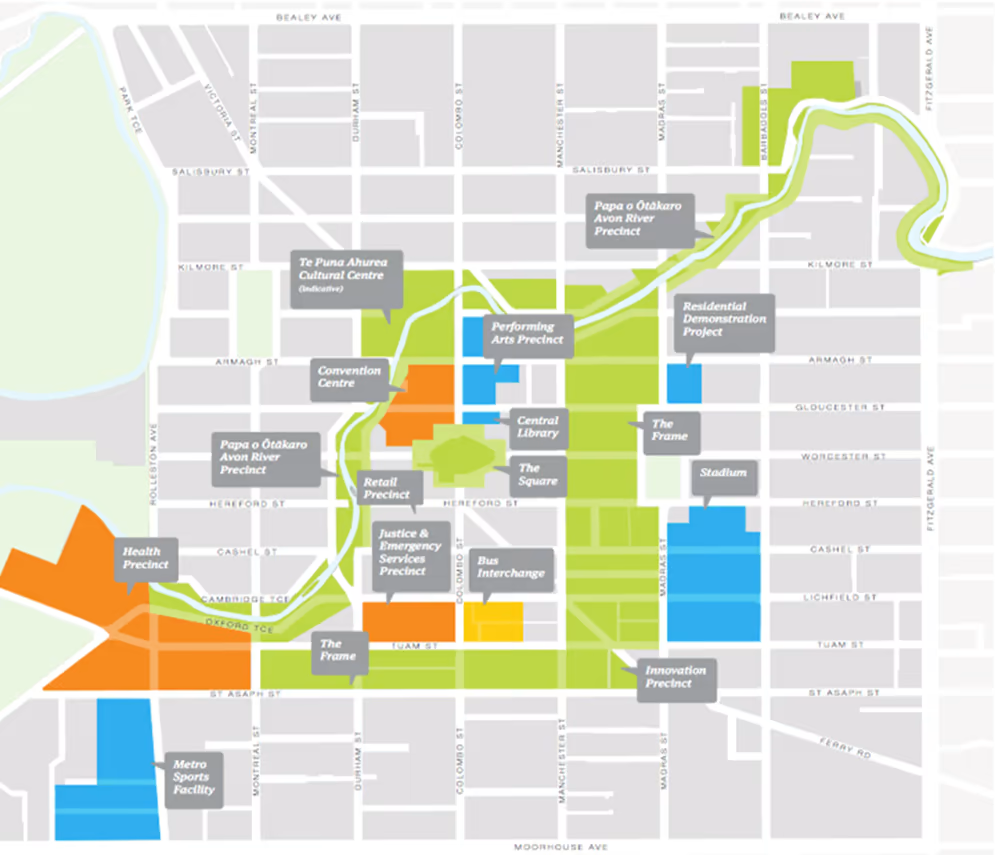 BEALEY AVE
BEALEY AVE
FITZGERALD AVE
PARK TCE
VICTORIA ST
MONTREAL ST
DURHAM ST
COLOMBO ST
MANCHESTER ST
MADRAS ST
BARBADOES ST
SALISBURY ST
SALISBURY ST
Papa o Ōtākaro
Avon River
Precinct
KILMORE ST
KILMORE ST
Te Puna Ahurea
Cultural Centre
(indicative)
Residential
Demonstration
Project
Performing
Arts Precinct
ARMAGH ST
ARMAGH ST
Convention
Centre
GLOUCESTER ST
Central
Library
The
Frame
Papa o Ōtākaro
Avon River
Precinct
WORCESTER ST
The
Square
Stadium
ROLLESTON AVE
FITZGERALD AVE
Retail
Precinct
HEREFORD ST
HEREFORD ST
HEREFORD ST
Justice &
Emergency
Services
Precinct
Health
Precinct
CASHEL ST
CASHEL ST
Bus
Interchange
COLOMBO ST
MADRAS ST
CAMBRIDGE TCE
LICHFIELD ST
OXFORD TCE
The
Frame
TUAM ST
TUAM ST
Innovation
Precinct
ST ASAPH ST
ST ASAPH ST
FERRY RD
MONTREAL ST
DURHAM ST
COLOMBO ST
MANCHESTER ST
MADRAS ST
Metro
Sports
Facility
MOORHOUSE AVE